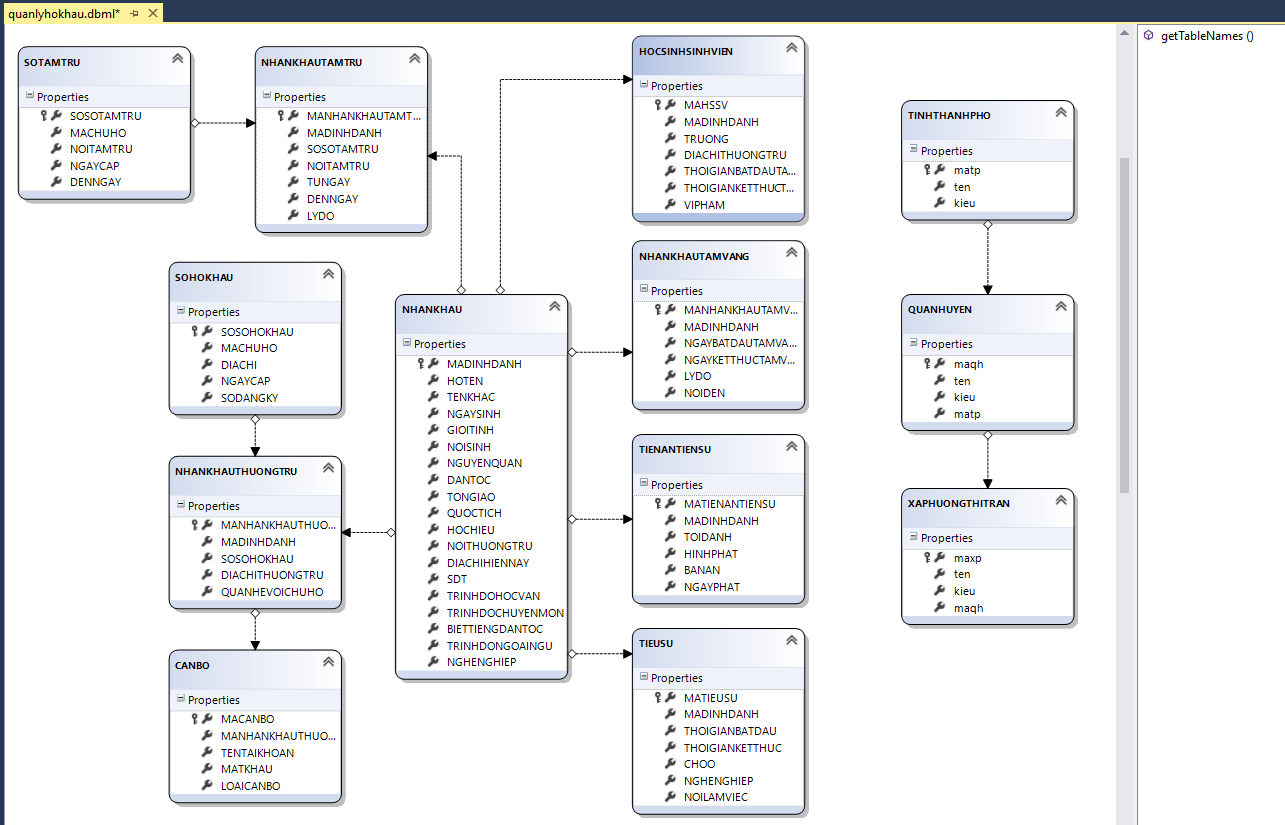 quanlyhokhau.dbml*
getTableNames ()
SOTAMTRU
Properties
SOSOTAMTRU
MACHUHO
NOITAMTRU
NGAYCAP
DENNGAY
NHANKHAUTAMTRU
Properties
MANHANKHAUTAMT...
MADINHDANH
SOSOTAMTRU
NOITAMTRU
TUNGAY
DENNGAY
LYDO
HOCSINHSINHVIEN
Properties
MAHSSV
MADINHDANH
TRUONG
DIACHITHUONGTRU
THOIGIANBATDAUTA...
THOIGIANKETTHUCT...
VIPHAM
TINHTHANHPHO
Properties
matp
ten
kieu
SOHOKHAU
Properties
SOSOHOKHAU
MACHUHO
DIACHI
NGAYCAP
SODANGKY
NHANKHAU
Properties
MADINHDANH
HOTEN
TENKHAC
NGAYSINH
GIOITINH
NOISINH
NGUYENQUAN
DANTOC
TONGIAO
QUOCTICH
HOCHIEU
NOITHUONGTRU
DIACHIHIENNAY
SDT
TRINHDOHOCVAN
TRINHDOCHUYENMON
BIETTIENGDANTOC
TRINHDONGOAINGU
NGHENGHIEP
NHANKHAUTAMVANG
Properties
MANHANKHAUTAMV...
MADINHDANH
NGAYBATDAUTAMVA...
NGAYKETTHUCTAMV...
LYDO
NOIDEN
QUANHUYEN
Properties
maqh
ten
kieu
matp
NHANKHAUTHUONGTRU
Properties
MANHANKHAUTHUO...
MADINHDANH
SOSOHOKHAU
DIACHITHUONGTRU
QUANHEVOICHUHO
TIENANTIENSU
Properties
MATIENANTIENSU
MADINHDANH
TOIDANH
HINHPHAT
BANAN
NGAYPHAT
XAPHUONGTHITRAN
Properties
maxp
ten
kieu
maqh
CANBO
Properties
MACANBO
MANHANKHAUTHUO...
TENTAIKHOAN
MATKHAU
LOAICANBO
TIEUSU
Properties
MATIEUSU
MADINHDANH
THOIGIANBATDAU
THOIGIANKETTHUC
CHOO
NGHENGHIEP
NOILAMVIEC